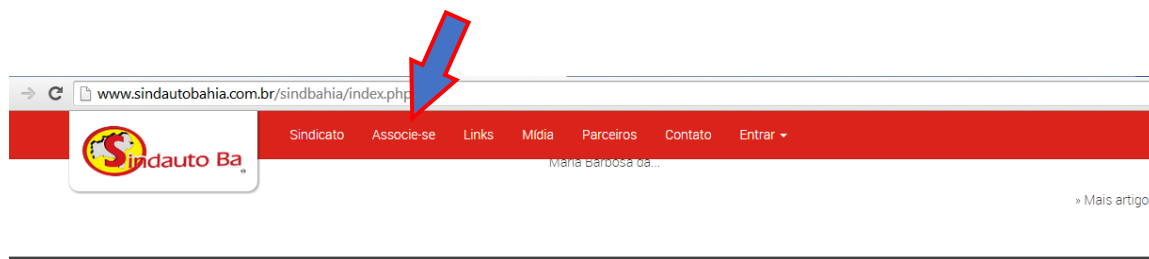 www.sindautobahia.com.br/sindbahia/index.php
Sindicato Associe-se Links Mídia Parceiros Contato Entrar
Sindauto Ba
Maria Barbosa da...
» Mais artigo